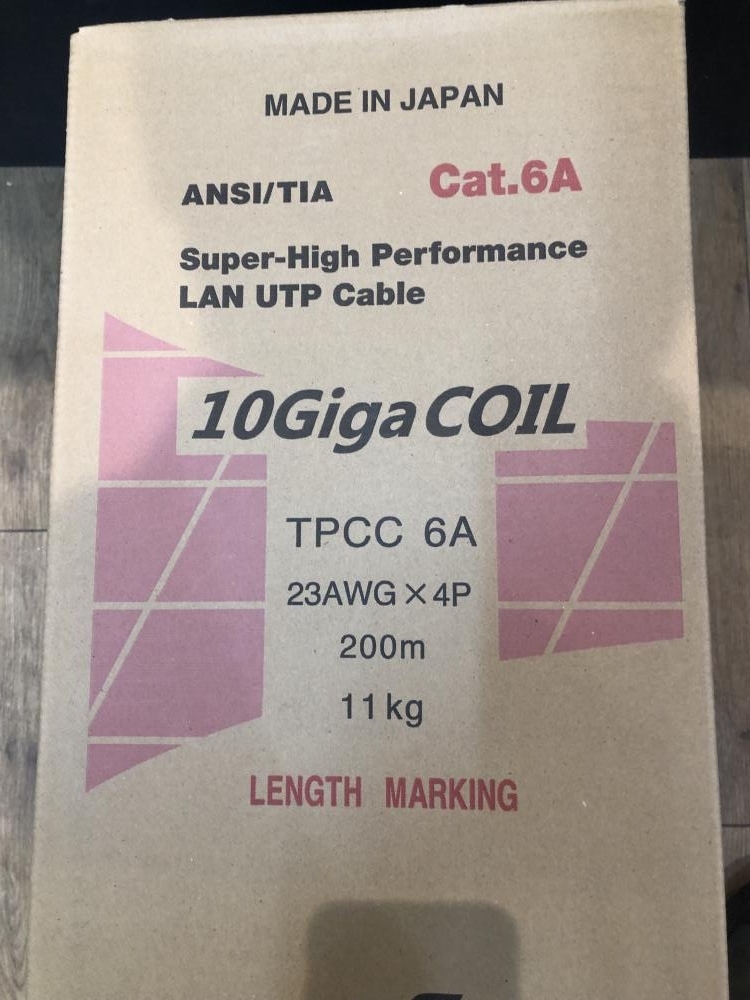 MADE IN JAPAN
ANSI/TIA Cat.6A
Super-High Performance
LAN UTP Cable
10Giga COIL
TPCC 6A
23AWG×4P
200m
11kg
LENGTH MARKING